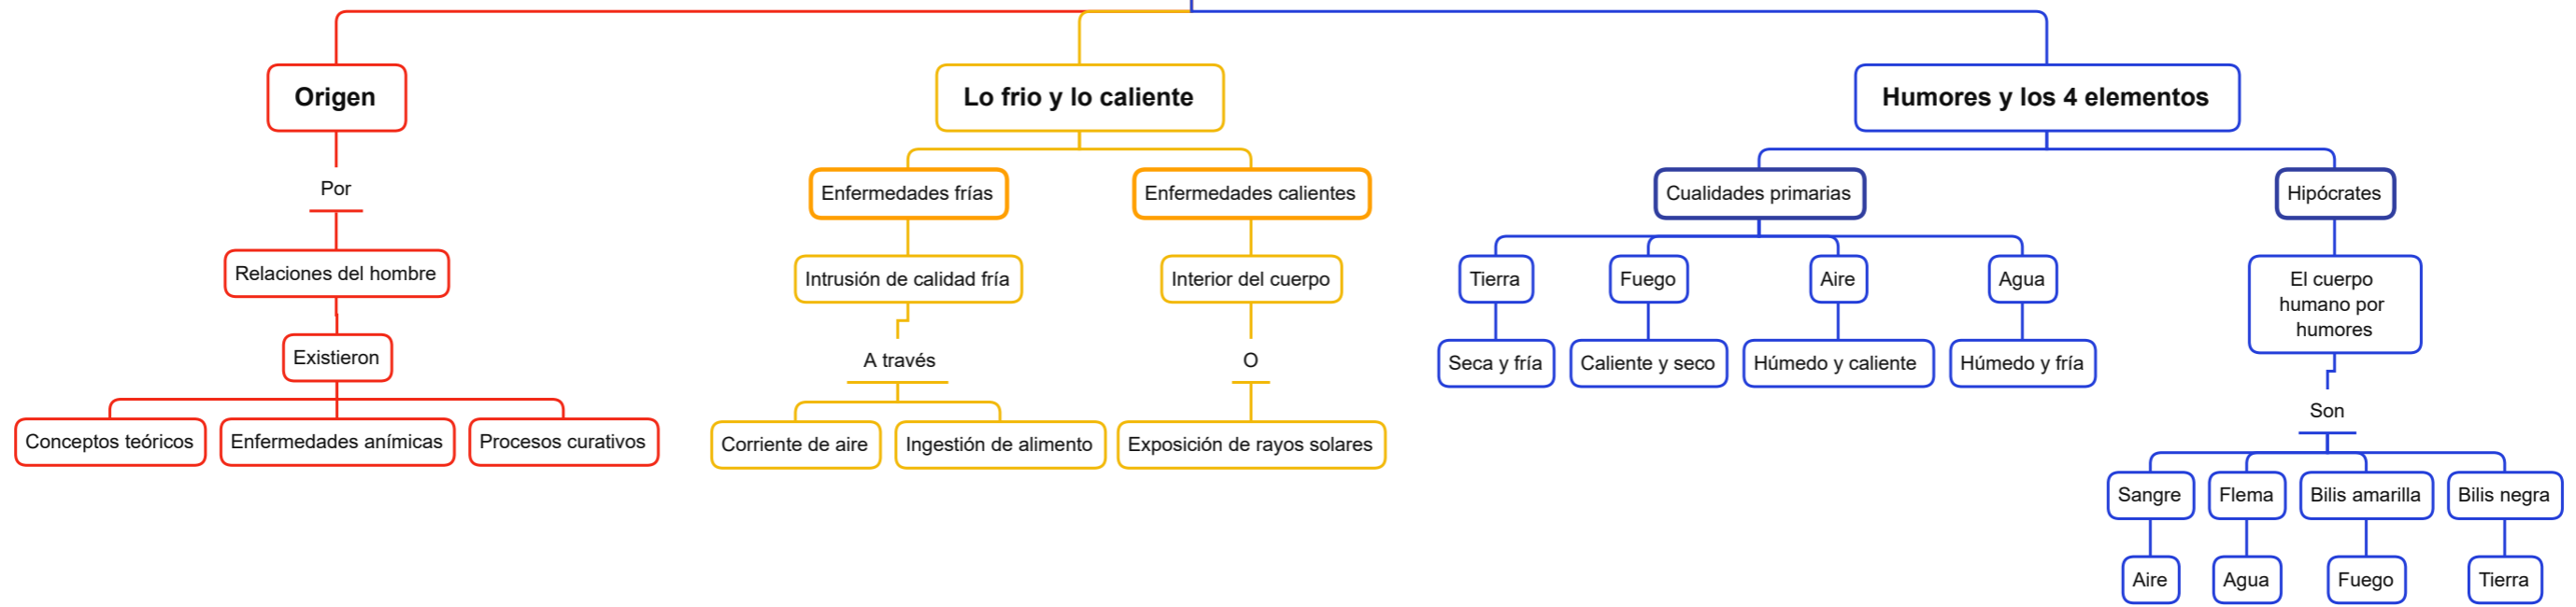 Origen
Por
Relaciones del hombre
Existieron
Conceptos teóricos
Enfermedades anímicas
Procesos curativos
Lo frio y lo caliente
Enfermedades frías
Intrusión de calidad fría
A través
Corriente de aire
Ingestión de alimento
Enfermedades calientes
Interior del cuerpo
O
Exposición de rayos solares
Humores y los 4 elementos
Cualidades primarias
Tierra
Seca y fría
Fuego
Caliente y seco
Aire
Húmedo y caliente
Agua
Húmedo y fría
Hipócrates
El cuerpo
humano por
humores
Son
Sangre
Aire
Flema
Agua
Bilis amarilla
Fuego
Bilis negra
Tierra